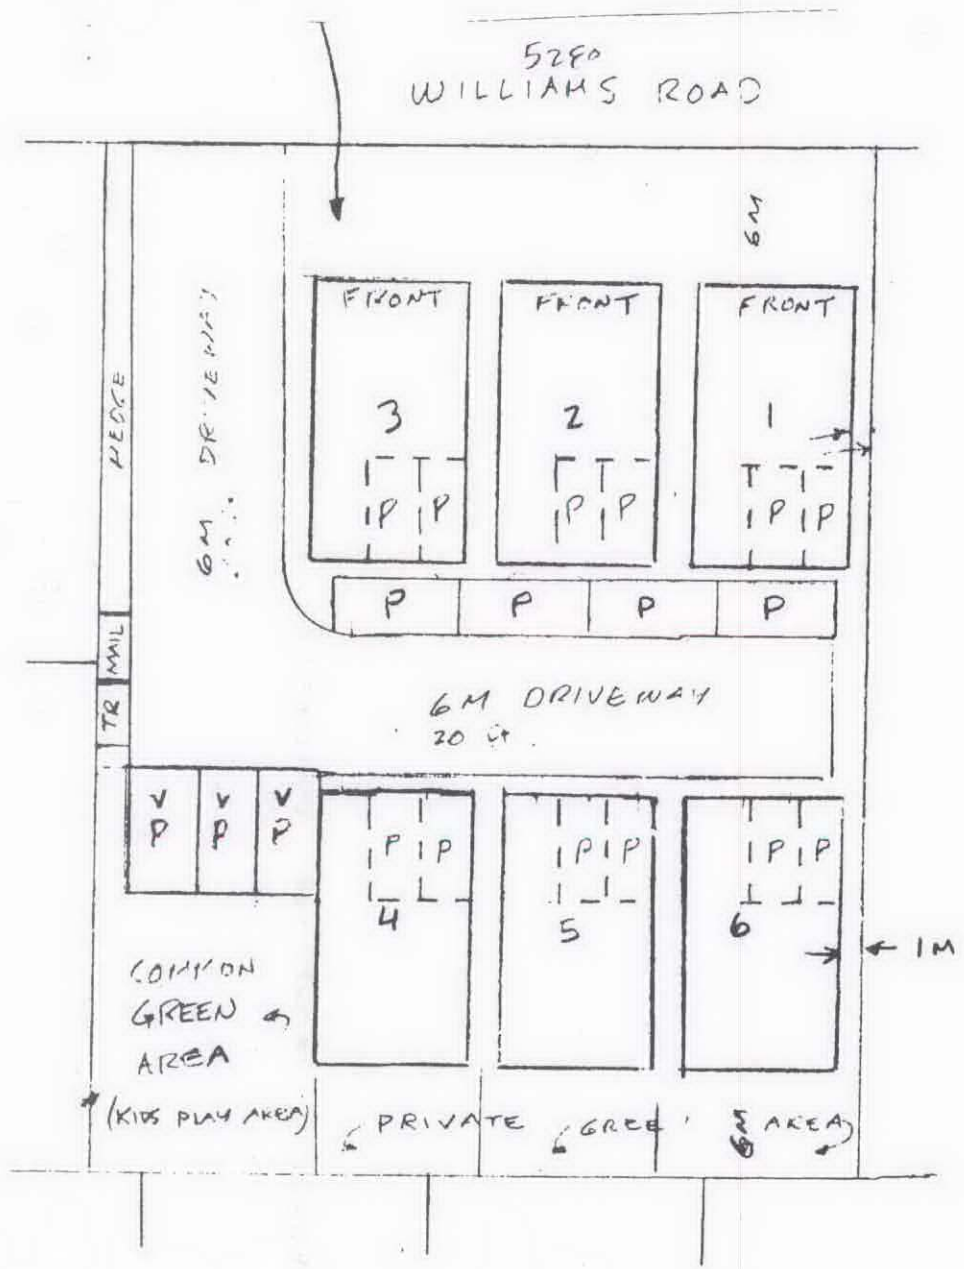 5280
WILLIAMS ROAD
6M
FRONT
FRONT
FRONT
HEDGE
6M DRIVEWAY
3
2
1
P P
P P
P P
P
P
P
P
MAIL
TR
6M DRIVEWAY
20
V
P
V
P
V
P
P P
P P
P P
4
5
6
1M
COMMON
GREEN
AREA
(KIDS PLAY AREA)
PRIVATE
6M
AREA